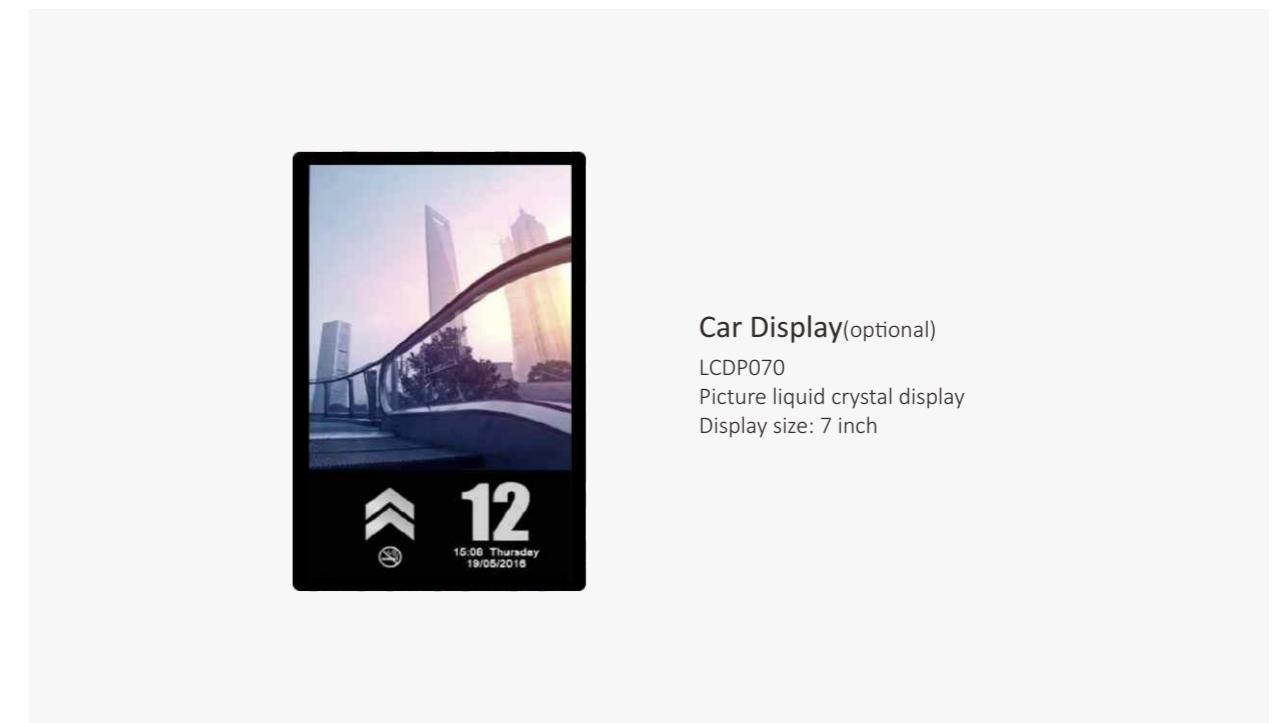 Car Display(optional)
LCDP070
Picture liquid crystal display
Display size: 7 inch
12
15:08 Thursday
19/05/2016